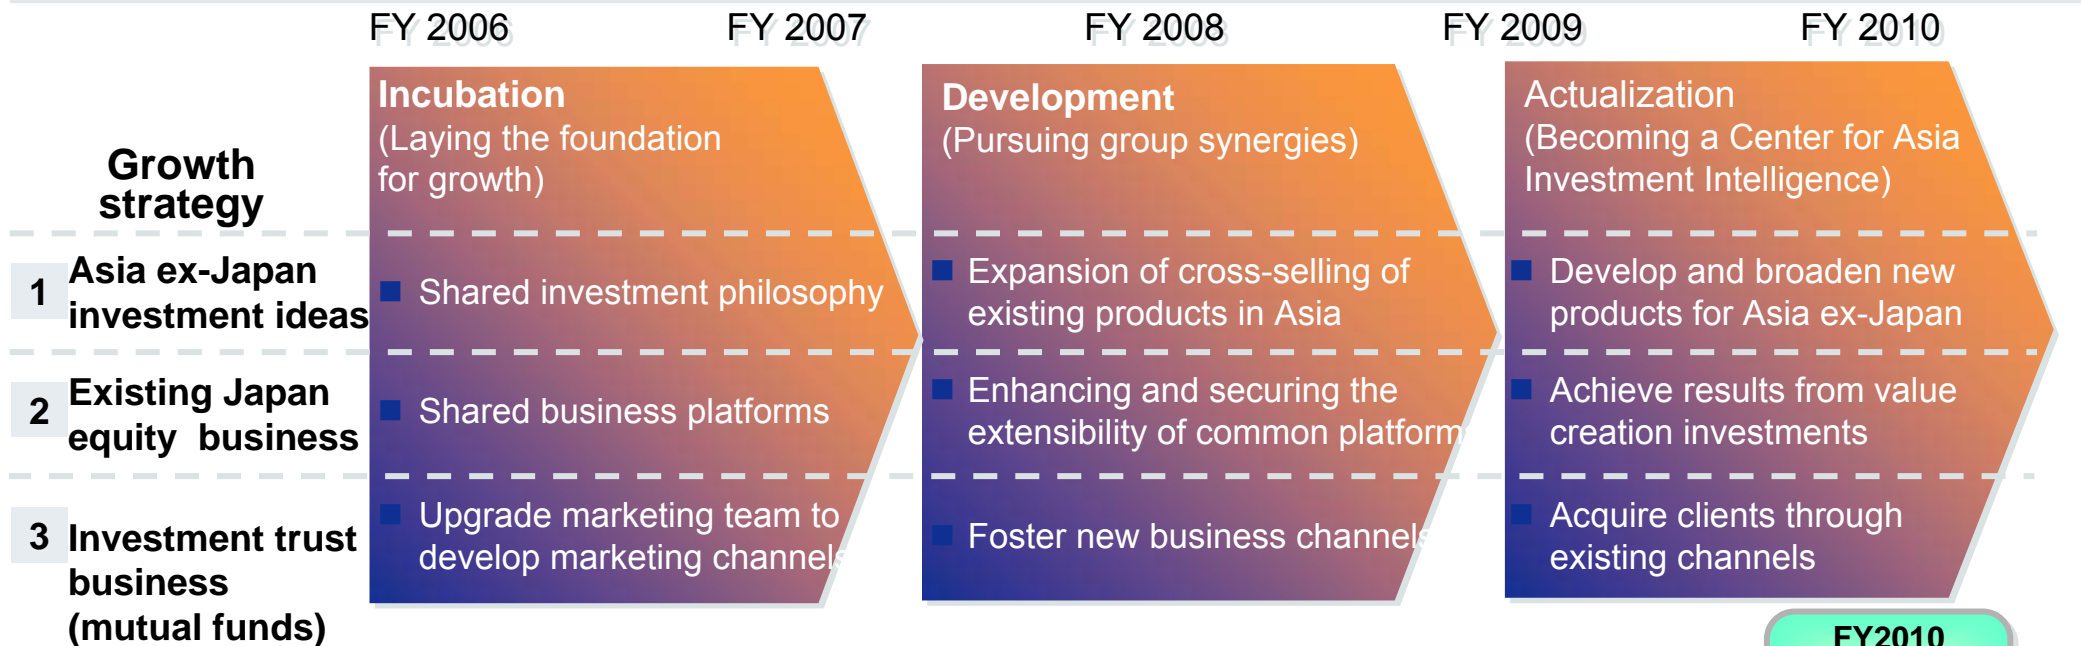 FY 2006 FY 2007 FY 2008 FY 2009 FY 2010
Growth
strategy
Incubation
(Laying the foundation
for growth)
Development
(Pursuing group synergies)
Actualization
(Becoming a Center for Asia
Investment Intelligence)
1 Asia ex-Japan
investment ideas
Shared investment philosophy
Expansion of cross-selling of
existing products in Asia
Develop and broaden new
products for Asia ex-Japan
2 Existing Japan
equity business
Shared business platforms
Enhancing and securing the
extensibility of common platform
Achieve results from value
creation investments
3 Investment trust
business
(mutual funds)
Upgrade marketing team to
develop marketing channels
Foster new business channels
Acquire clients through
existing channels
FY2010